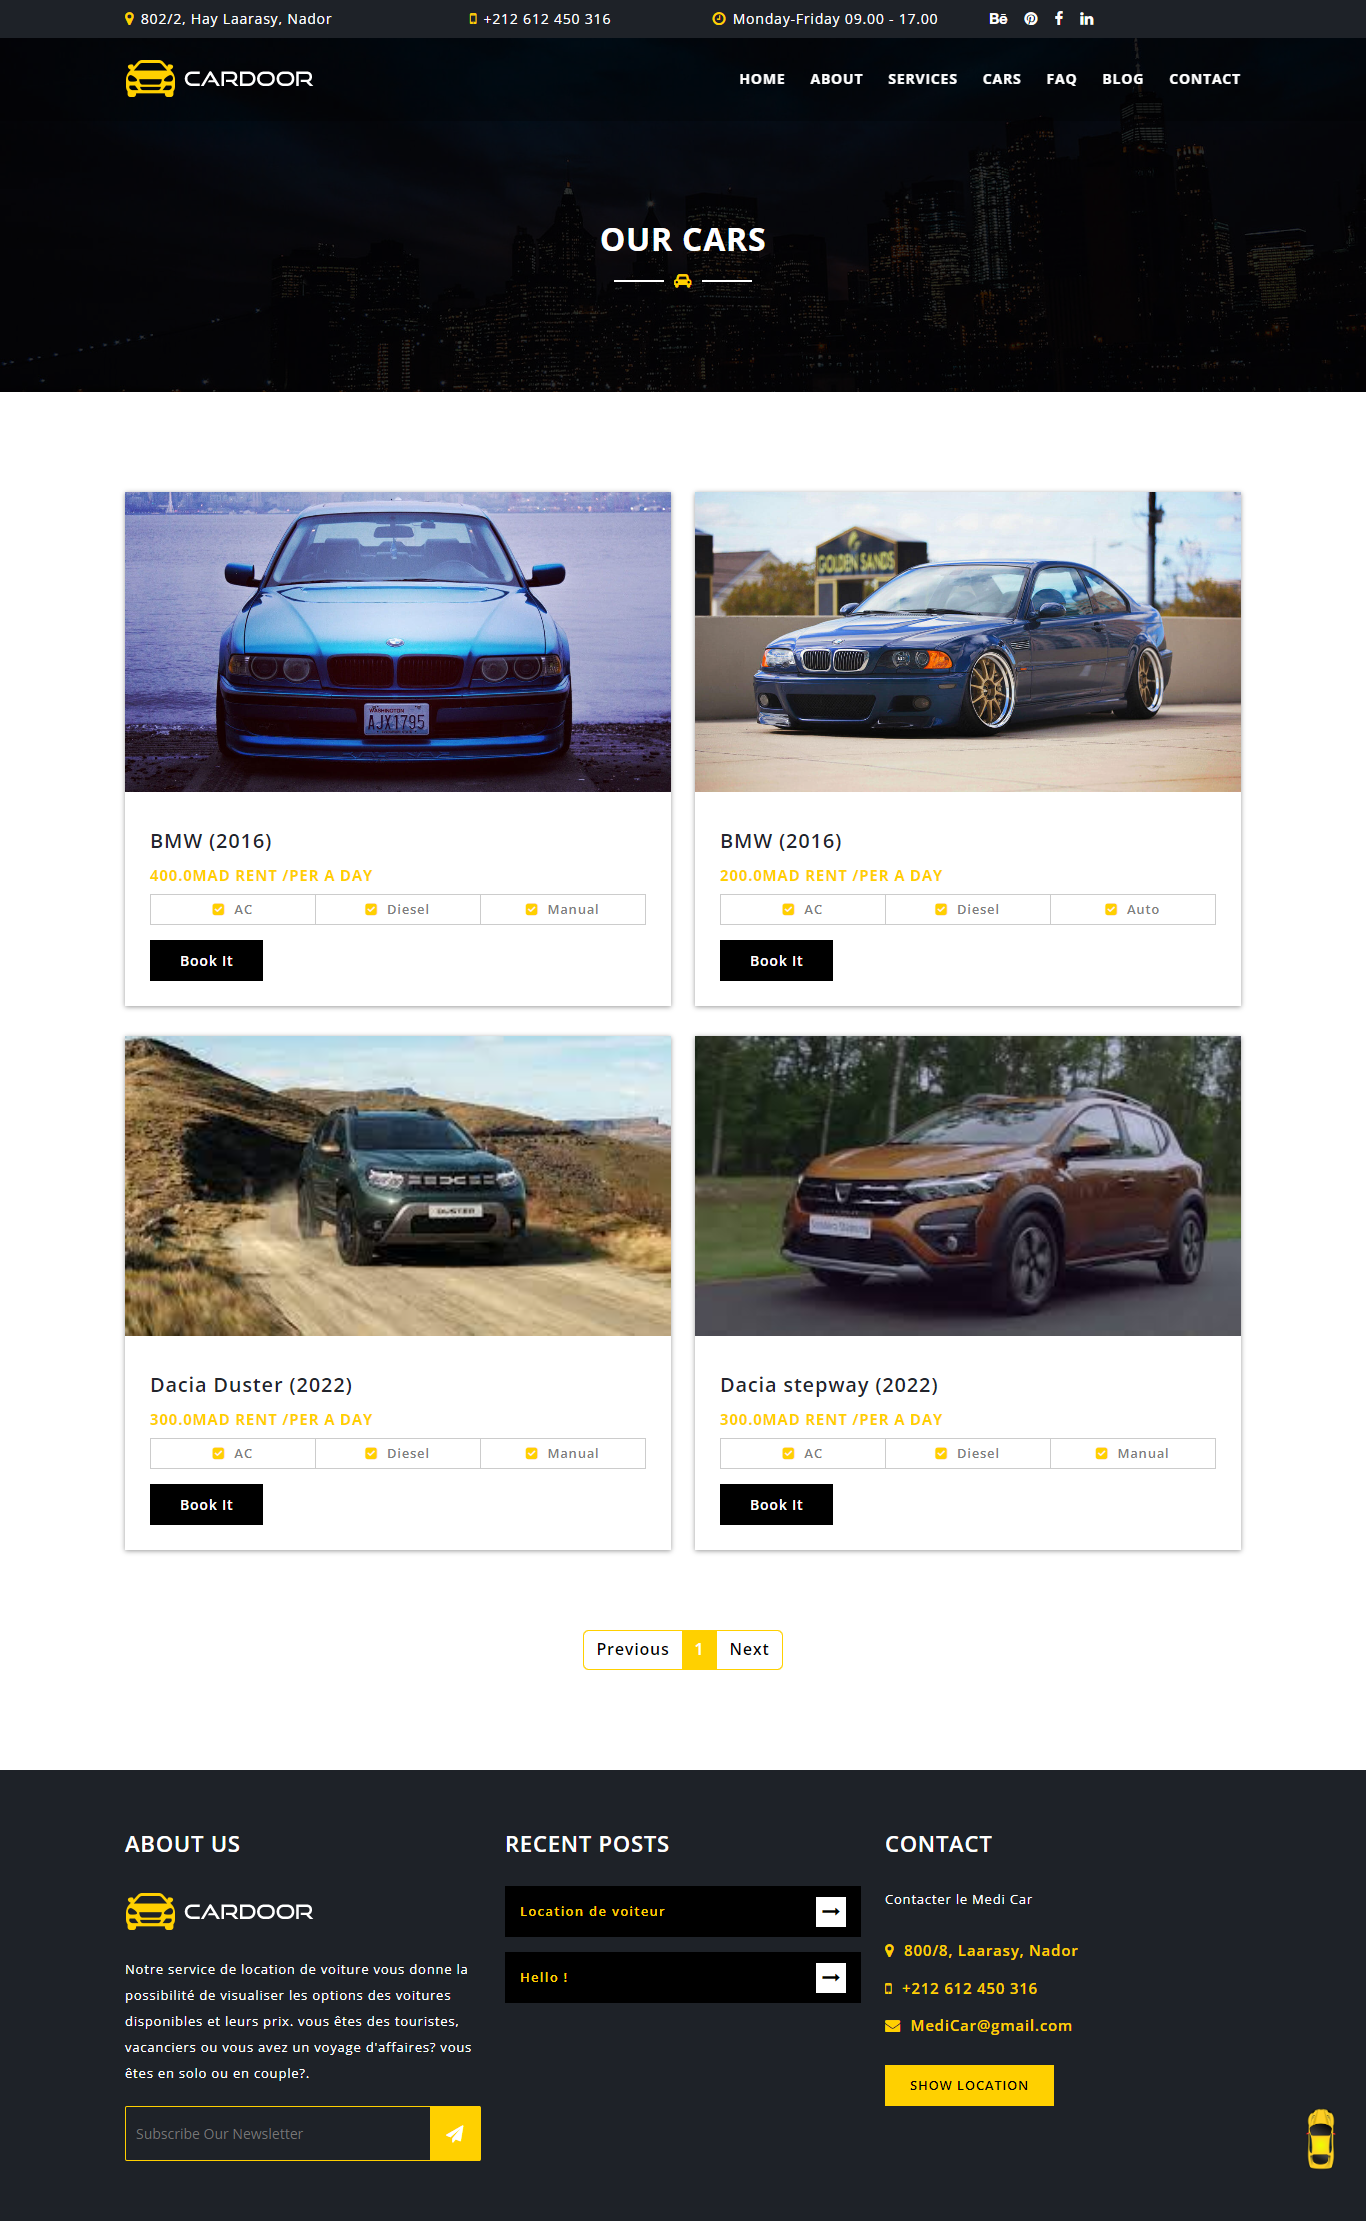 802/2, Hay Laarasy, Nador
+212 612 450 316
Monday-Friday 09.00 - 17.00
Bē
CARDOOR
HOME ABOUT SERVICES CARS FAQ BLOG CONTACT
OUR CARS
WASHINGTON
AJX1795
GOLDEN SANDS
BMW (2016)
400.0MAD RENT /PER A DAY
AC Diesel Manual
Book It
BMW (2016)
200.0MAD RENT /PER A DAY
AC Diesel Auto
Book It
DUSTER
Dacia Duster (2022)
300.0MAD RENT /PER A DAY
AC Diesel Manual
Book It
Dacia stepway (2022)
300.0MAD RENT /PER A DAY
AC Diesel Manual
Book It
Previous 1 Next
ABOUT US
CARDOOR
Notre service de location de voiture vous donne la
possibilité de visualiser les options des voitures
disponibles et leurs prix. vous êtes des touristes,
vacanciers ou vous avez un voyage d'affaires? vous
êtes en solo ou en couple?.
Subscribe Our Newsletter
RECENT POSTS
Location de voiteur
Hello !
CONTACT
Contacter le Medi Car
800/8, Laarasy, Nador
+212 612 450 316
MediCar@gmail.com
SHOW LOCATION